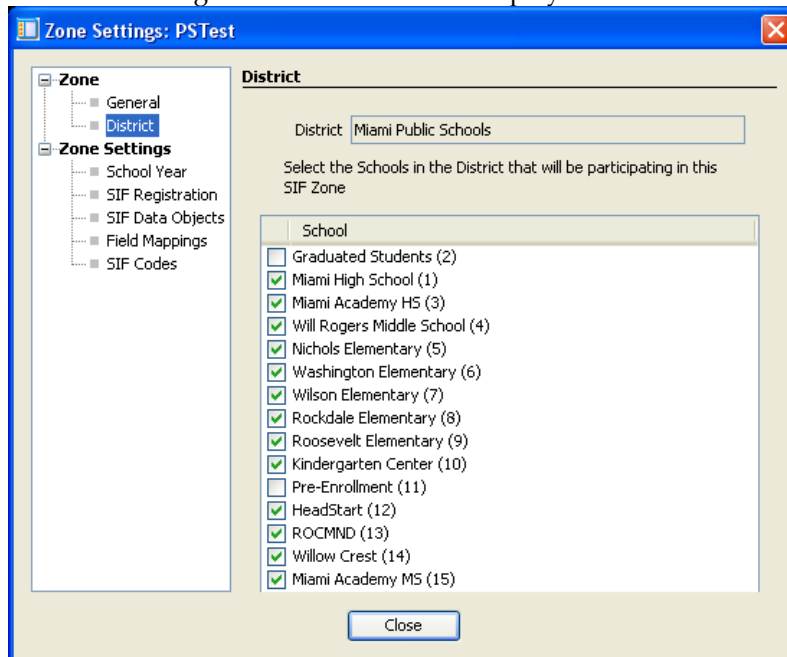 Zone Settings: PSTest
Zone
General
District
Zone Settings
School Year
SIF Registration
SIF Data Objects
Field Mappings
SIF Codes
District
District Miami Public Schools
Select the Schools in the District that will be participating in this
SIF Zone
School
Graduated Students (2)
Miami High School (1)
Miami Academy HS (3)
Will Rogers Middle School (4)
Nichols Elementary (5)
Washington Elementary (6)
Wilson Elementary (7)
Rockdale Elementary (8)
Roosevelt Elementary (9)
Kindergarten Center (10)
Pre-Enrollment (11)
HeadStart (12)
ROCMND (13)
Willow Crest (14)
Miami Academy MS (15)
Close